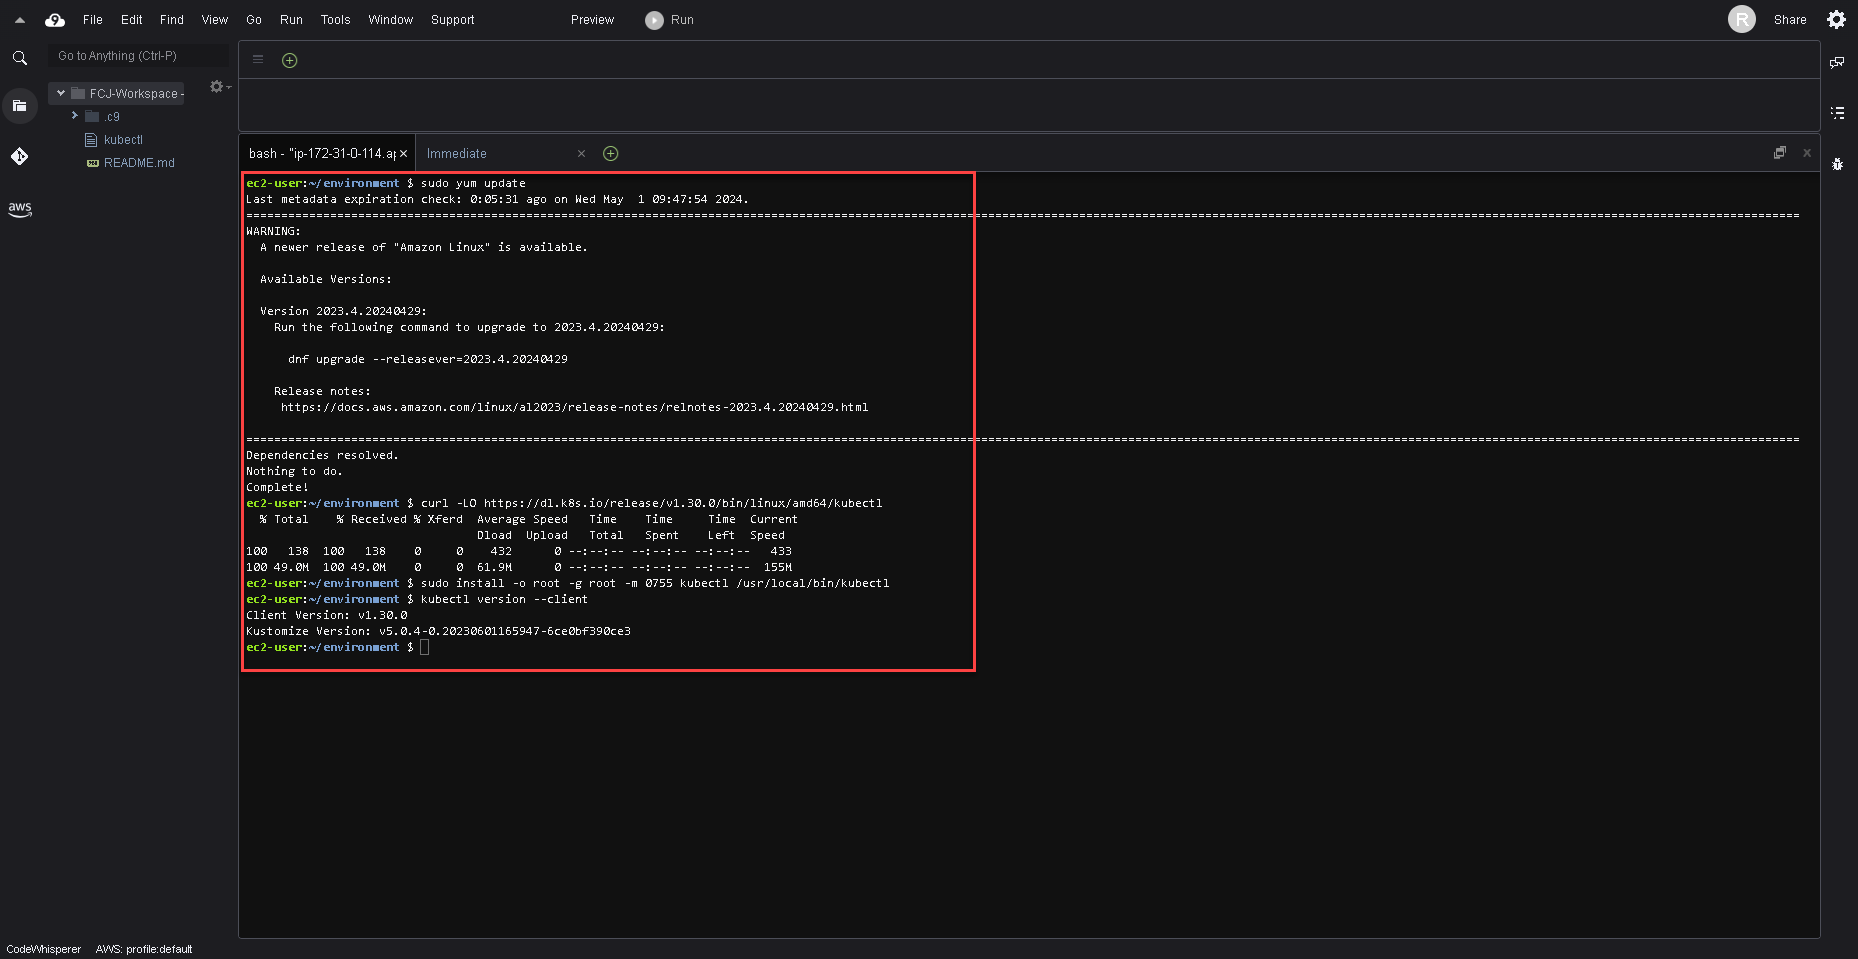 File Edit Find View Go Run Tools Window Support Preview Run R Share
Go to Anything (Ctrl-P)
FCJ-Workspace -
.c9
kubectl
README.md
aws
bash - "ip-172-31-0-114.ap
Immediate
ec2-user:~/environment $ sudo yum update
Last metadata expiration check: 0:05:31 ago on Wed May  1 09:47:54 2024.
WARNING:
A newer release of "Amazon Linux" is available.
Available Versions:
Version 2023.4.20240429:
Run the following command to upgrade to 2023.4.20240429:
dnf upgrade --releasever=2023.4.20240429
Release notes:
https://docs.aws.amazon.com/linux/al2023/release-notes/relnotes-2023.4.20240429.html
Dependencies resolved.
Nothing to do.
Complete!
ec2-user:~/environment $ curl -LO https://dl.k8s.io/release/v1.30.0/bin/linux/amd64/kubectl
% Total    % Received % Xferd  Average Speed   Time    Time     Time  Current
Dload  Upload   Total   Spent    Left  Speed
100   138  100   138    0     0    432      0 --:--:-- --:--:-- --:--:--   433
100 49.0M  100 49.0M    0     0  61.9M      0 --:--:-- --:--:-- --:--:--  155M
ec2-user:~/environment $ sudo install -o root -g root -m 0755 kubectl /usr/local/bin/kubectl
ec2-user:~/environment $ kubectl version --client
Client Version: v1.30.0
Kustomize Version: v5.0.4-0.20230601165947-6ce0bf390ce3
ec2-user:~/environment $
CodeWhisperer AWS: profile:default